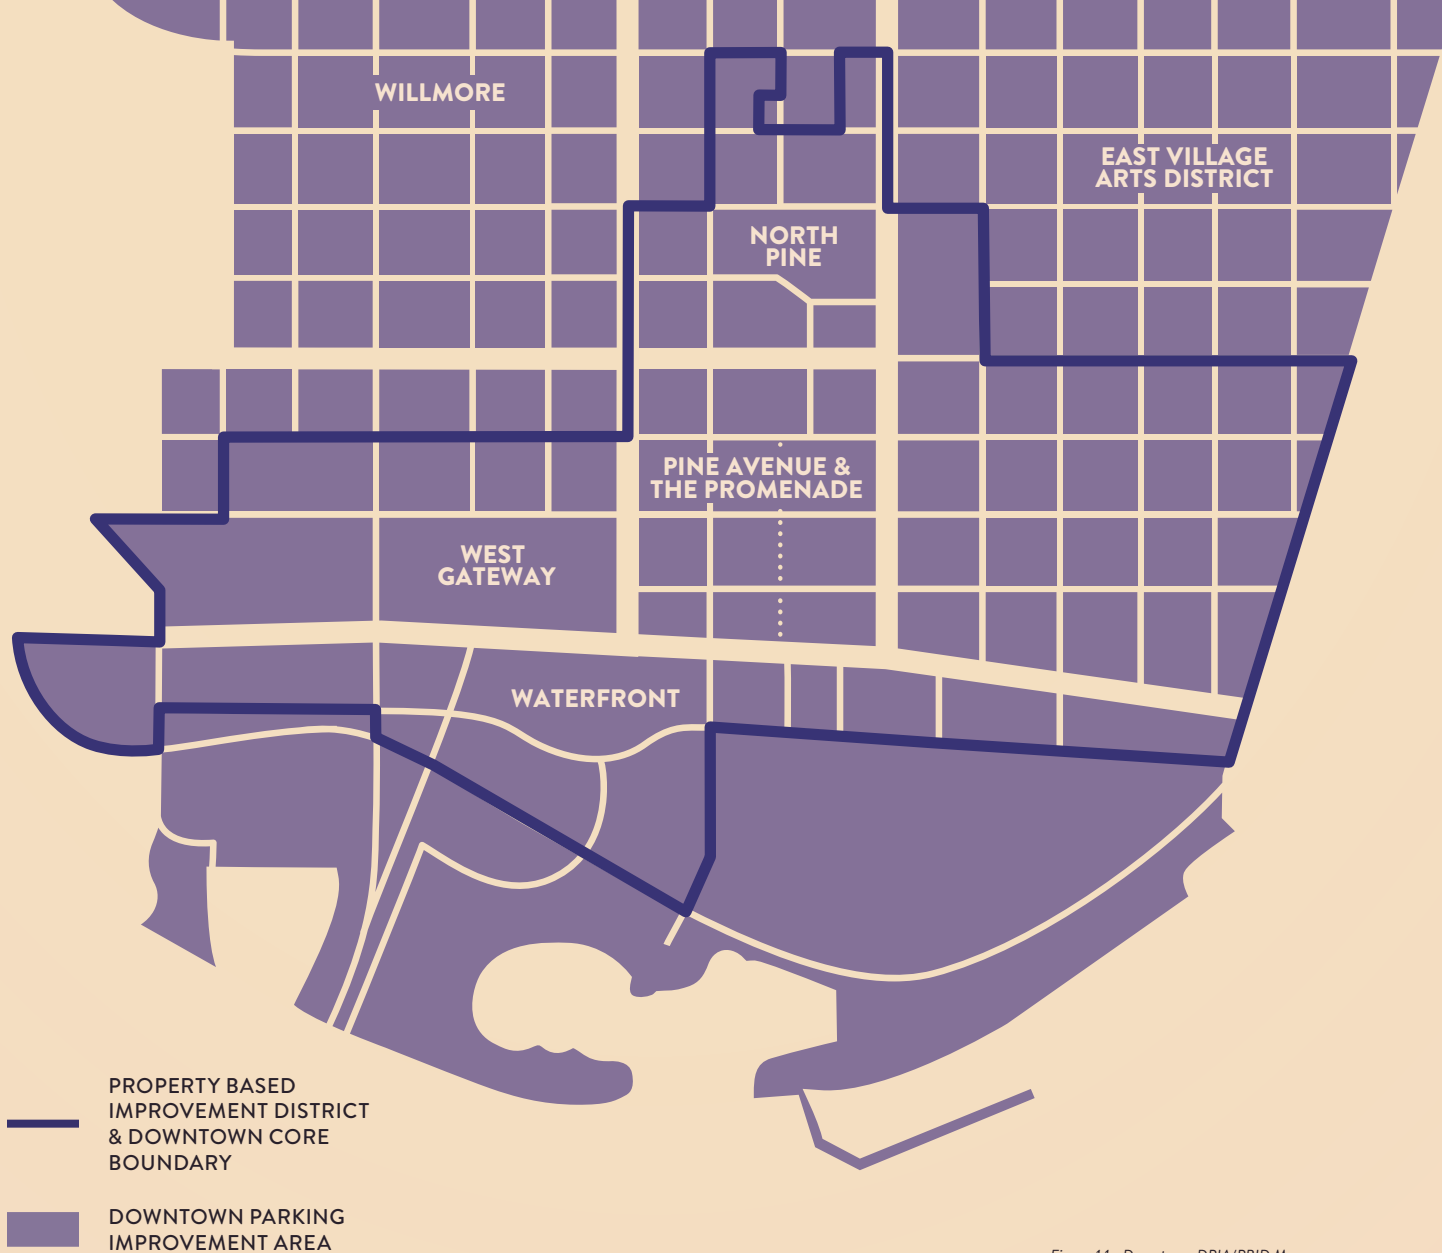 WILLMORE
EAST VILLAGE
ARTS DISTRICT
NORTH
PINE
PINE AVENUE &
THE PROMENADE
WEST
GATEWAY
WATERFRONT
PROPERTY BASED
IMPROVEMENT DISTRICT
& DOWNTOWN CORE
BOUNDARY
DOWNTOWN PARKING
IMPROVEMENT AREA